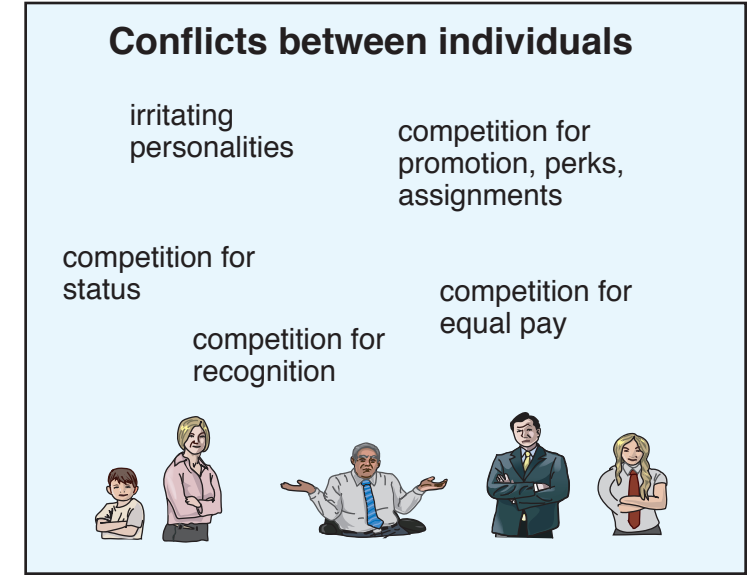 Conflicts between individuals
irritating
personalities
competition for
promotion, perks,
assignments
competition for
status
competition for
equal pay
competition for
recognition